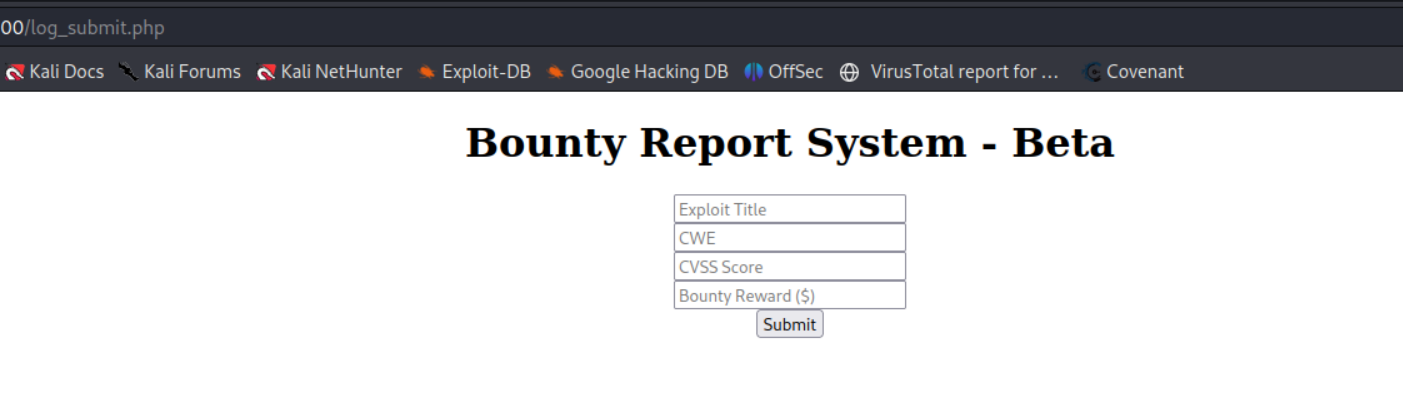 00/log_submit.php
Kali Docs Kali Forums Kali NetHunter Exploit-DB Google Hacking DB OffSec VirusTotal report for ... Covenant
Bounty Report System - Beta
Exploit Title
CWE
CVSS Score
Bounty Reward ($)
Submit